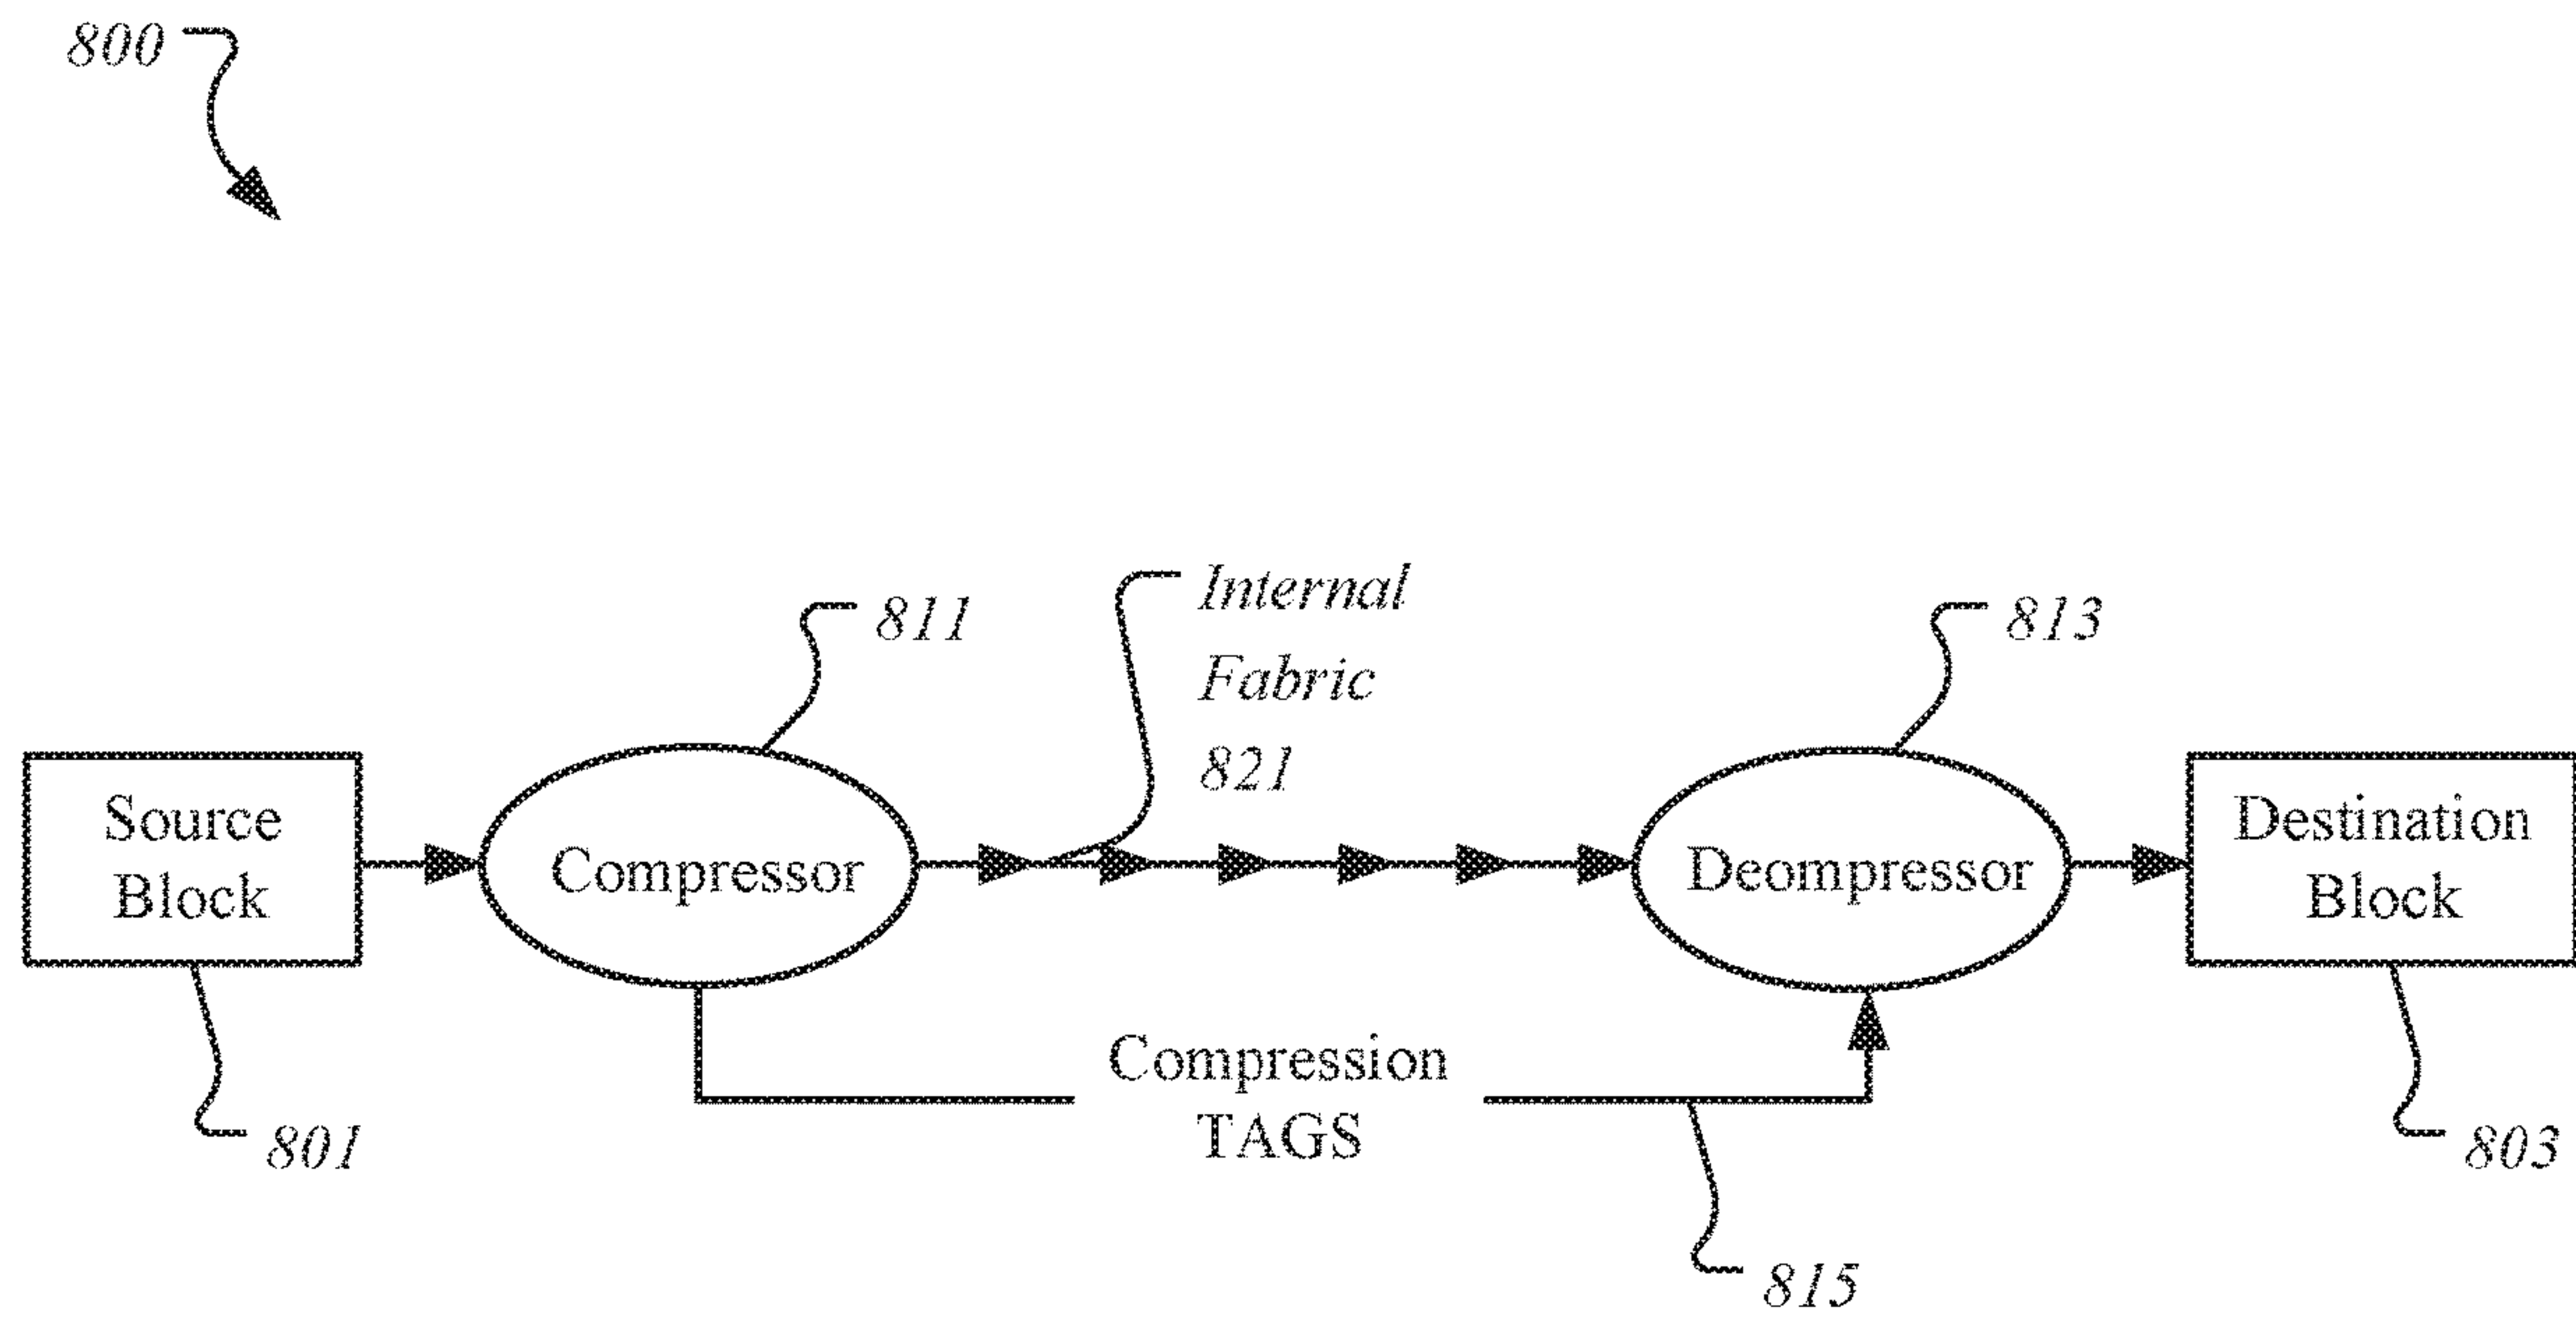 800
Internal
Fabric
821
811
813
Source
Block
Compressor
Deompressor
Destination
Block
Compression
TAGS
801
803
815